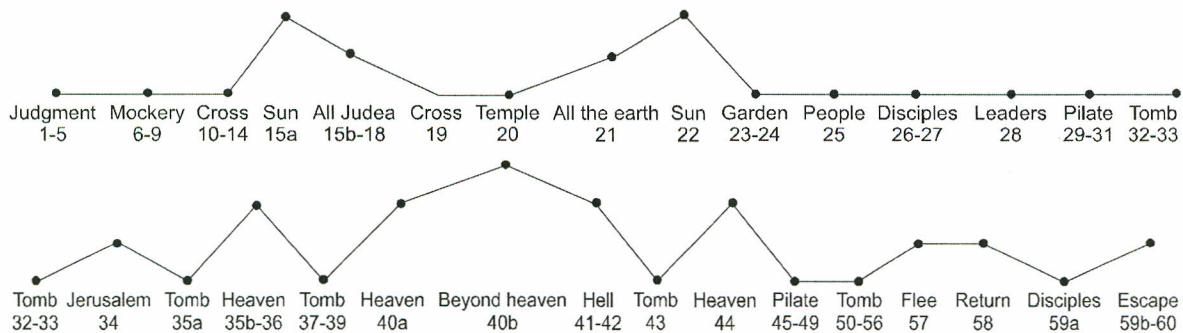 Judgment Mockery Cross Sun All Judea Cross Temple All the earth Sun Garden People Disciples Leaders Pilate Tomb
1-5 6-9 10-14 15a 15b-18 19 20 21 22 23-24 25 26-27 28 29-31 32-33
Tomb Jerusalem Tomb Heaven Tomb Heaven Beyond heaven Hell Tomb Heaven Pilate Tomb Flee Return Disciples Escape
32-33 34 35a 35b-36 37-39 40a 40b 41-42 43 44 45-49 50-56 57 58 59a 59b-60